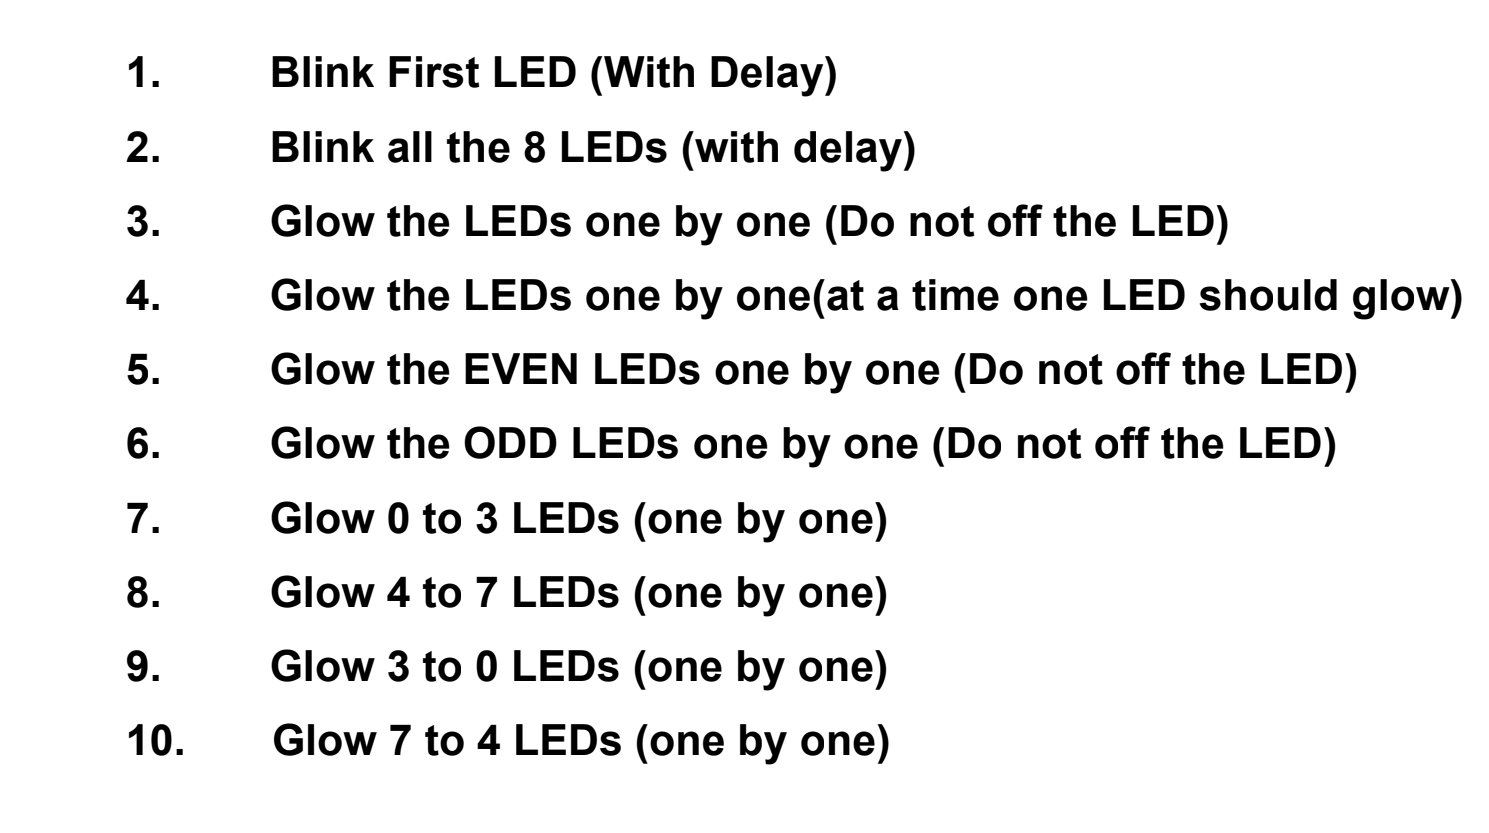 1. Blink First LED (With Delay)
2. Blink all the 8 LEDs (with delay)
3. Glow the LEDs one by one (Do not off the LED)
4. Glow the LEDs one by one(at a time one LED should glow)
5. Glow the EVEN LEDs one by one (Do not off the LED)
6. Glow the ODD LEDs one by one (Do not off the LED)
7. Glow 0 to 3 LEDs (one by one)
8. Glow 4 to 7 LEDs (one by one)
9. Glow 3 to 0 LEDs (one by one)
10. Glow 7 to 4 LEDs (one by one)